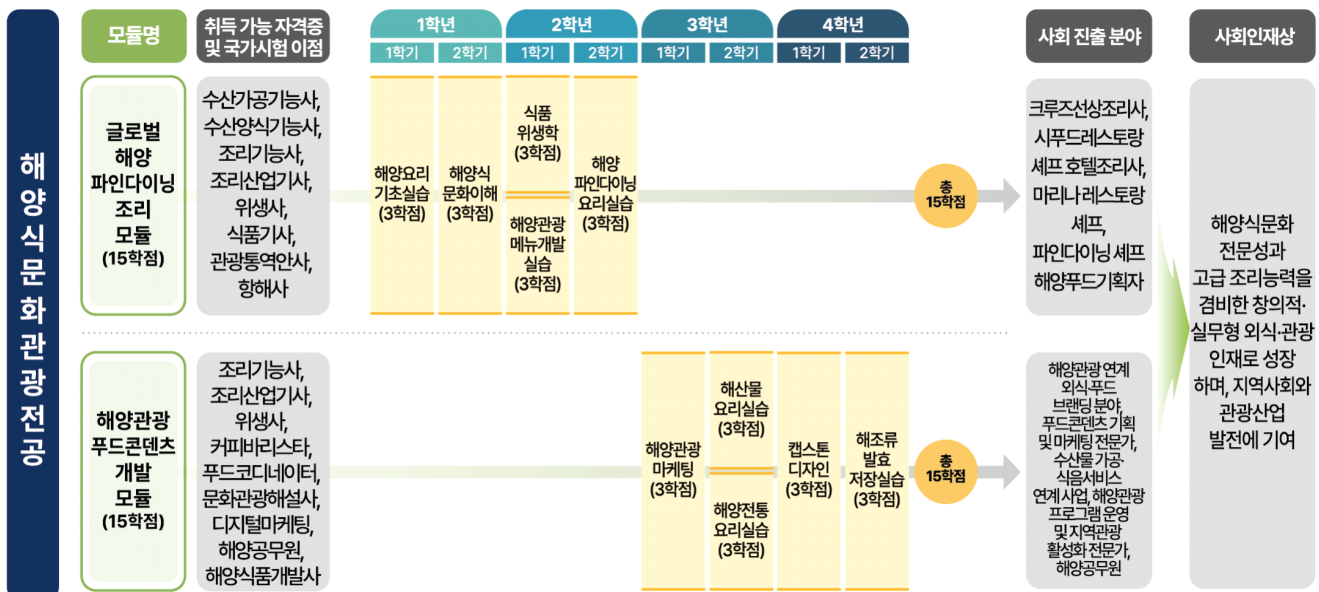 해양식문화관광전공
모듈명
취득 가능 자격증
및 국가시험 이점
1학년
2학년
3학년
4학년
1학기
2학기
1학기
2학기
1학기
2학기
1학기
2학기
사회 진출 분야
사회인재상
글로벌
해양
파인다이닝
조리
모듈
(15학점)
수산가공기능사,
수산양식기능사,
조리기능사,
조리산업기사,
위생사,
식품기사,
관광통역안사,
항해사
해양요리
기초실습
(3학점)
해양식
문화이해
(3학점)
식품
위생학
(3학점)
해양관광
메뉴개발
실습
(3학점)
해양
파인다이닝
요리실습
(3학점)
총
15학점
크루즈선상조리사,
시푸드레스토랑
셰프 호텔조리사,
마리나 레스토랑
셰프,
파인다이닝 셰프
해양푸드기획자
해양관광
푸드콘덴츠
개발
모듈
(15학점)
조리기능사,
조리산업기사,
위생사,
커피바리스타,
푸드코디네이터,
문화관광해설사,
디지털마케팅,
해양공무원,
해양식품개발사
해양관광
마케팅
(3학점)
해산물
요리실습
(3학점)
해양전통
요리실습
(3학점)
캡스톤
디자인
(3학점)
해조류
발효
저장실습
(3학점)
총
15학점
해양관광 연계
외식·푸드
브랜딩 분야,
푸드콘덴츠 기획
및 마케팅 전문가,
수산물 가공·
식음서비스
연계 사업, 해양관광
프로그램 운영
및 지역관광
활성화 전문가,
해양공무원
해양식문화
전문성과
고급 조리능력을
겸비한 창의적·
실무형 외식·관광
인재로 성장
하며, 지역사회와
관광산업
발전에 기여